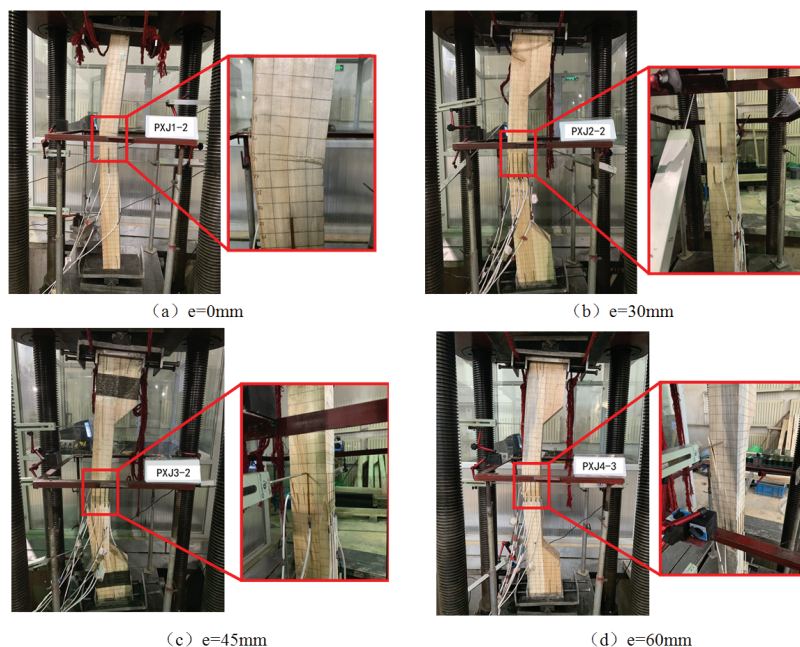 PXJ1-2
PXJ2-2
（a）e=0mm
（b）e=30mm
PXJ3-2
PXJ4-3
（c）e=45mm
（d）e=60mm